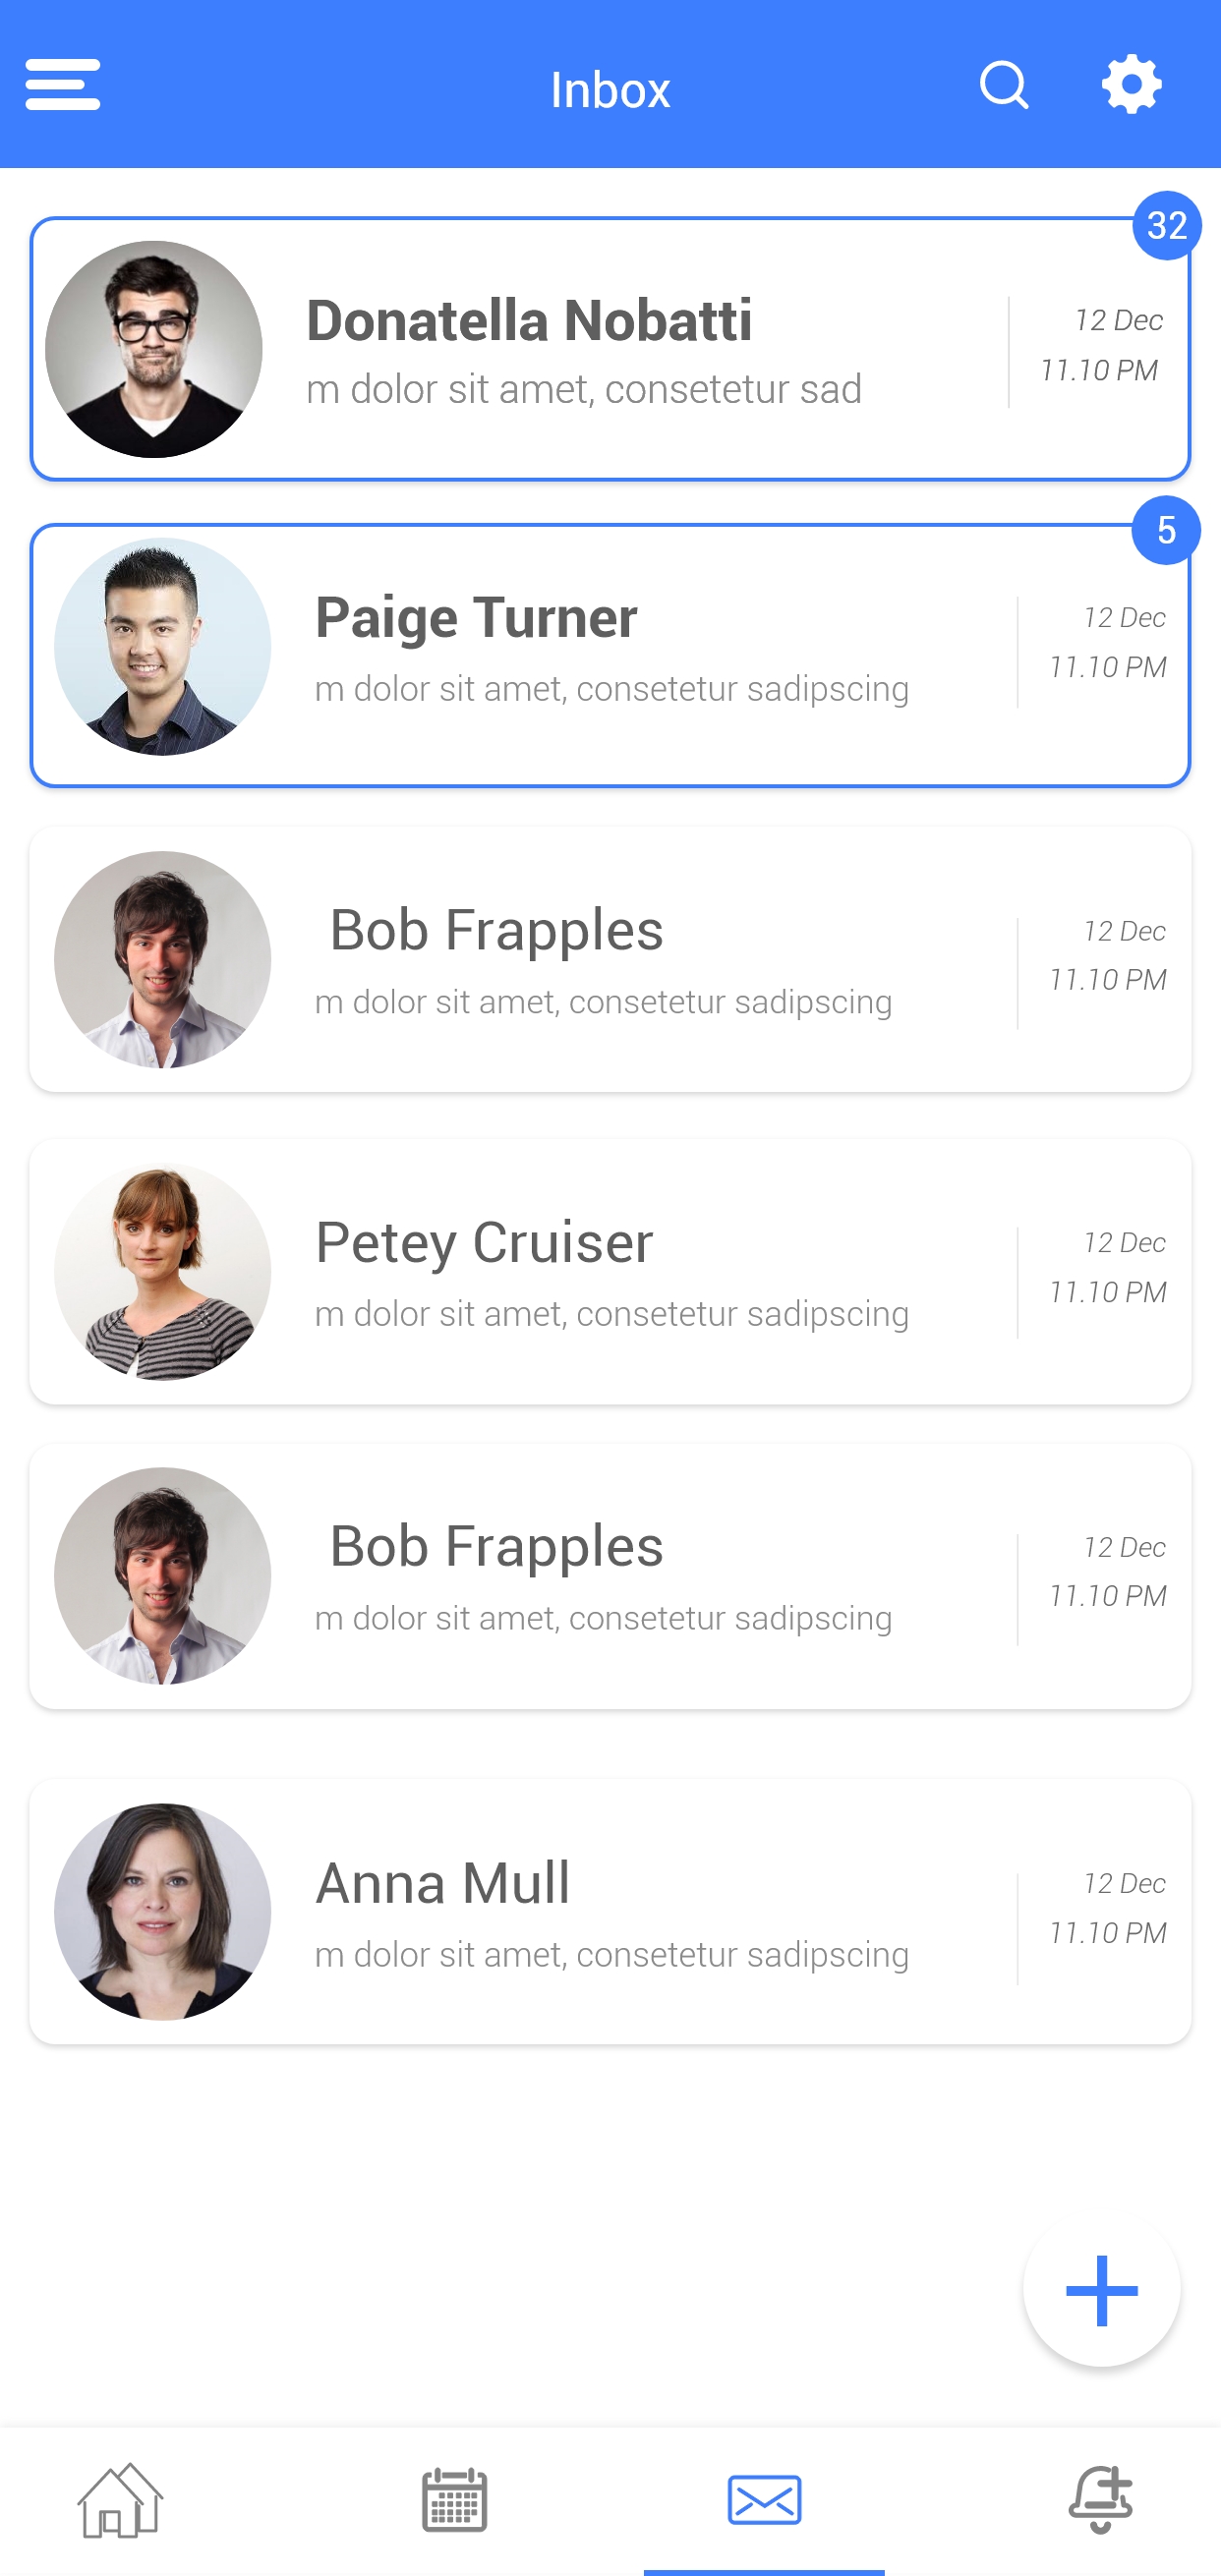 Inbox
32
Donatella Nobatti
12 Dec
m dolor sit amet, consetetur sad
11.10 PM
5
Paige Turner
12 Dec
m dolor sit amet, consetetur sadipscing
11.10 PM
Bob Frapples
12 Dec
m dolor sit amet, consetetur sadipscing
11.10 PM
Petey Cruiser
12 Dec
m dolor sit amet, consetetur sadipscing
11.10 PM
Bob Frapples
12 Dec
m dolor sit amet, consetetur sadipscing
11.10 PM
Anna Mull
12 Dec
m dolor sit amet, consetetur sadipscing
11.10 PM